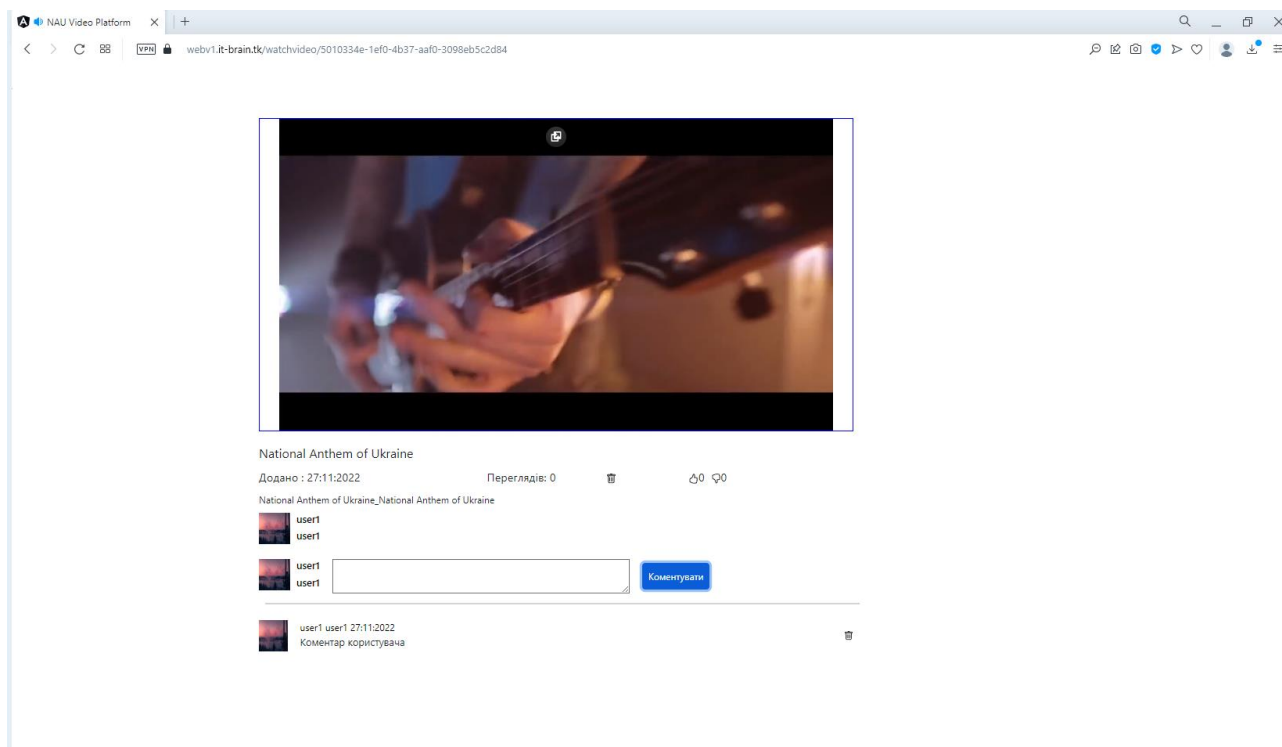 NAU Video Platform
VPN
webv1.it-brain.tk/watchvideo/5010334e-1ef0-4b37-aaf0-3098eb5c2d84
National Anthem of Ukraine
Додано : 27:11:2022 Переглядів: 0 0 0
National Anthem of Ukraine_National Anthem of Ukraine
user1
user1
user1
user1
Коментувати
user1 user1 27:11:2022
Коментар користувача